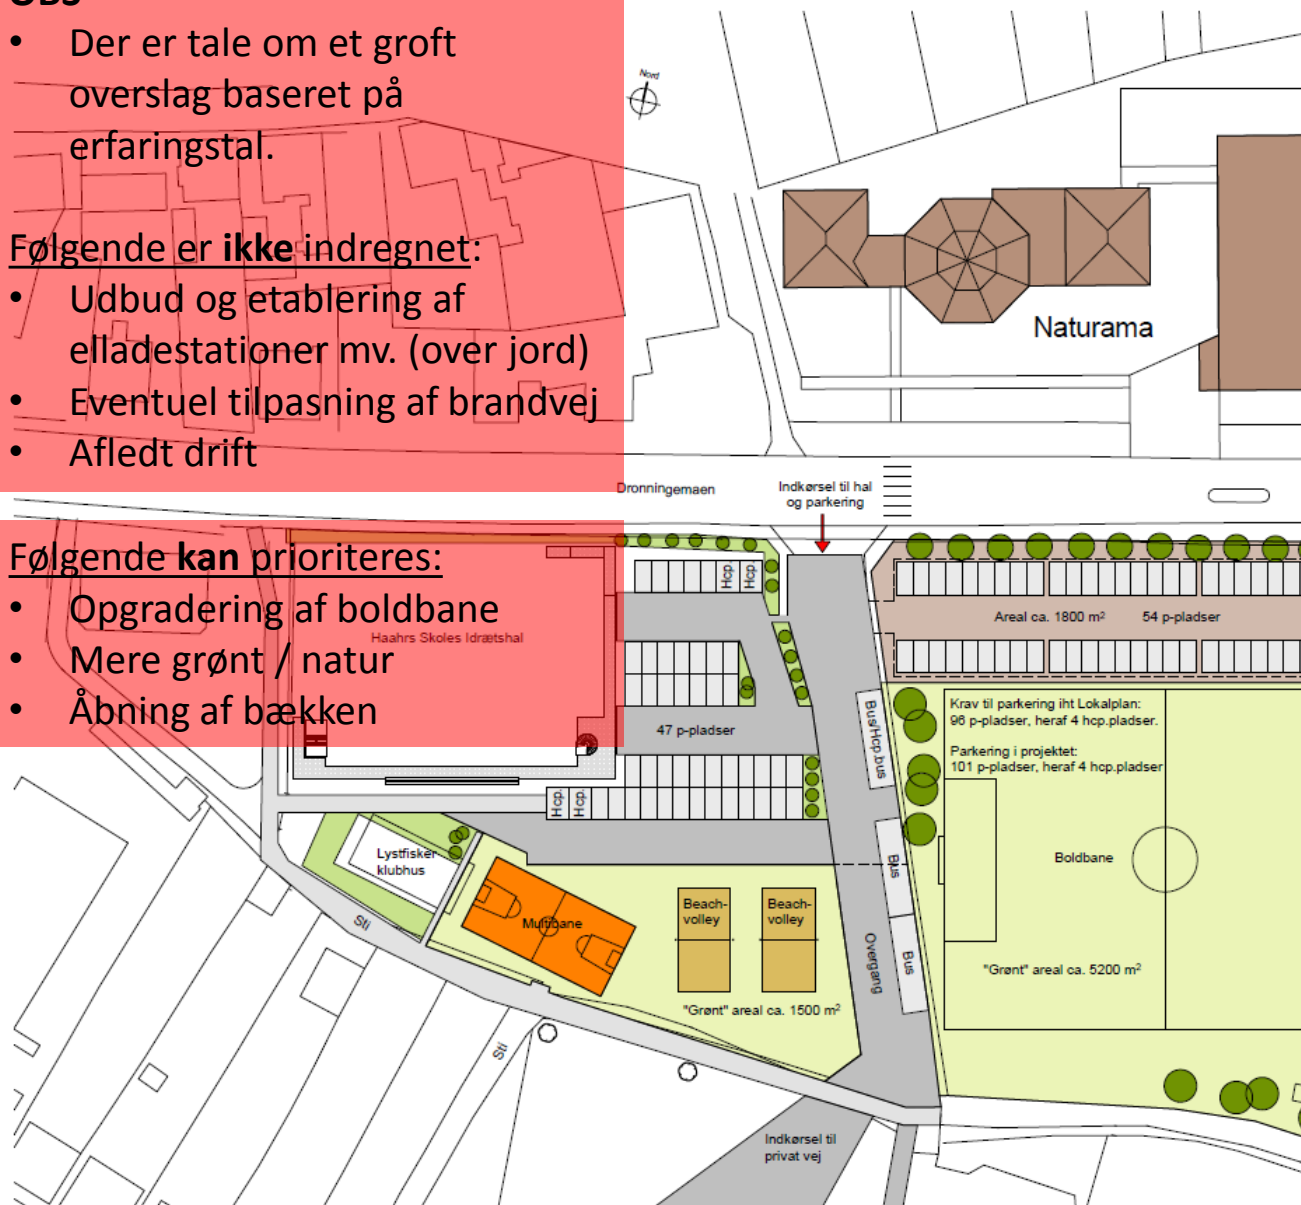 OBS
• Der er tale om et groft
overslag baseret på
erfaringstal.
Følgende er ikke indregnet:
• Udbud og etablering af
elladestationer mv. (over jord)
• Eventuel tilpasning af brandvej
• Afledt drift
Følgende kan prioriteres:
• Opgradering af boldbane
• Mere grønt / natur
• Åbning af bækken
Nord
Naturama
Dronningemaen
Indkørsel til hal
og parkering
Haahrs Skoles Idrætshal
Hcp.
Hcp.
Areal ca. 1800 m² 54 p-pladser
47 p-pladser
Bus/Hcp.bus
Krav til parkering iht Lokalplan:
96 p-pladser, heraf 4 hcp.pladser.
Parkering i projektet:
101 p-pladser, heraf 4 hcp.pladser
Hcp.
Hcp.
Lystfisker
klubhus
Bus
Boldbane
Multibane
Beach-
volley
Beach-
volley
Sti
Overgang
Bus
"Grønt" areal ca. 5200 m²
"Grønt" areal ca. 1500 m²
Sti
Indkørsel til
privat vej